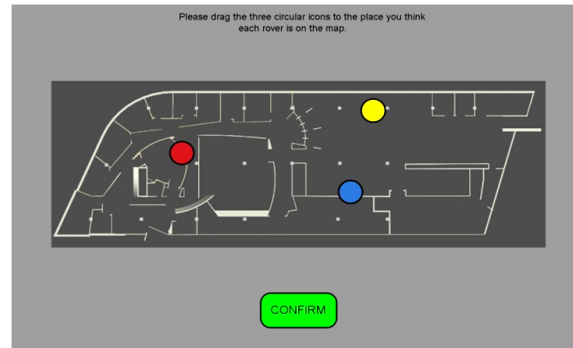 Please drag the three circular icons to the place you think
each rover is on the map.
CONFIRM